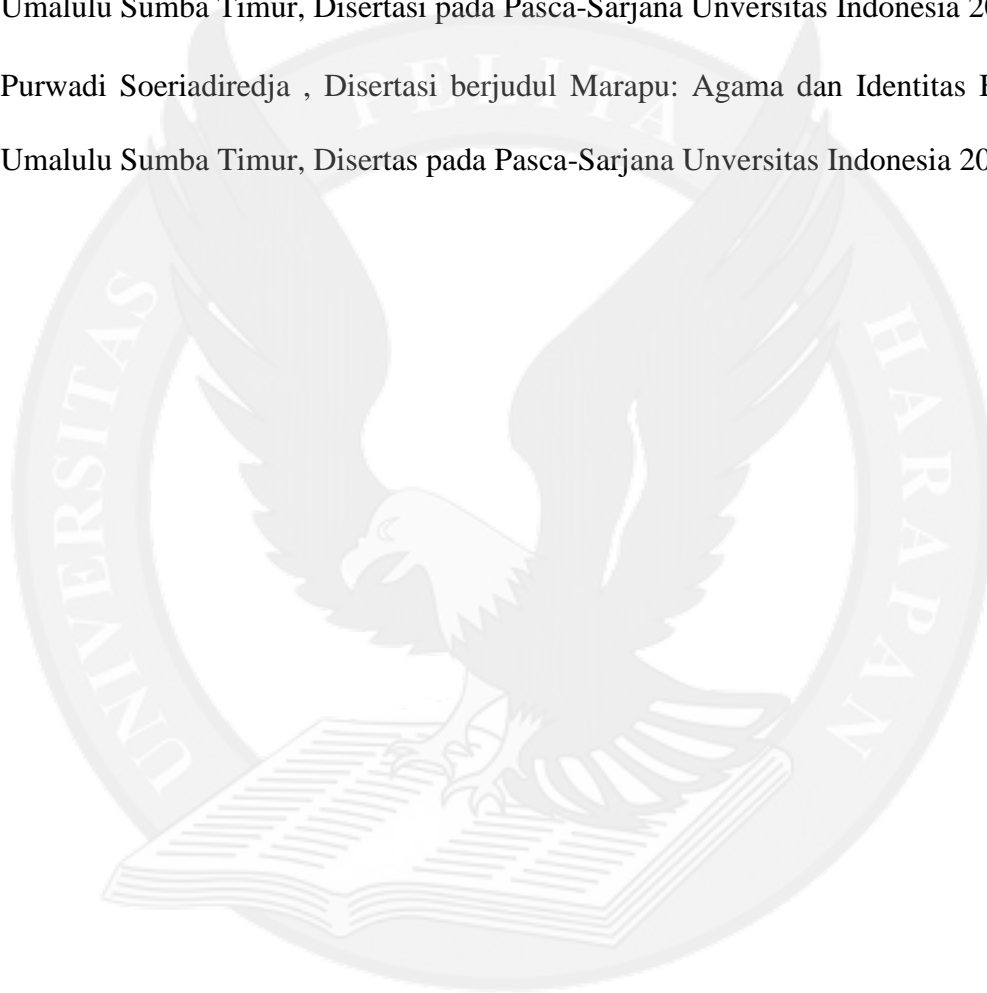 Umalulu Sumba Timur, Disertasi pada Pasca-Sarjana Unversitas Indonesia 20
Purwadi Soeriadiredja , Disertasi berjudul Marapu: Agama dan Identitas
Umalulu Sumba Timur, Disertas pada Pasca-Sarjana Unversitas Indonesia 20
UNIVERSITAS PELITA HARAPAN